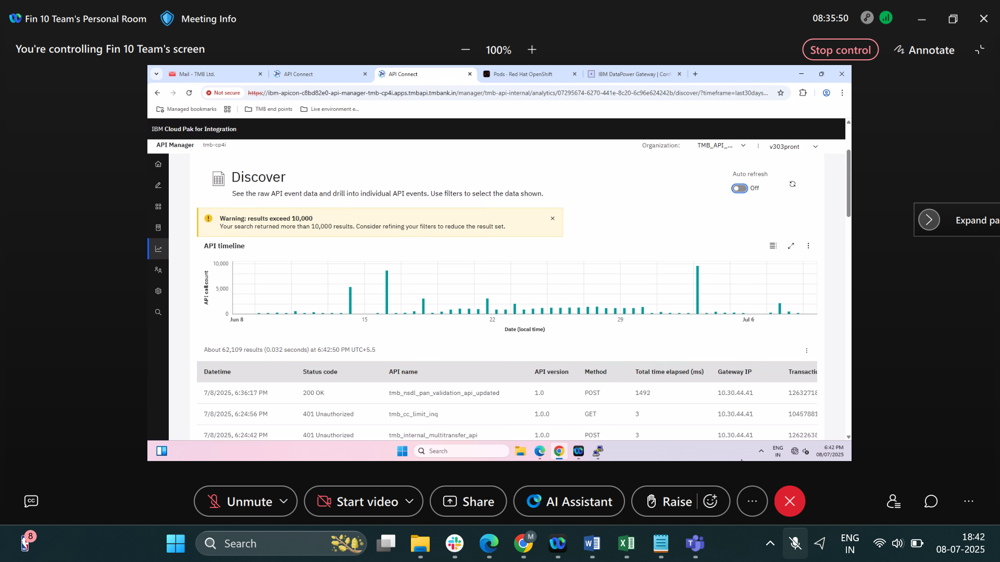 Fin 10 Team's Personal Room
Meeting Info
08:35:50
You're controlling Fin 10 Team's screen
100%
Stop control
Annotate
Mail - TMB Ltd.
API Connect
API Connect
Pods · Red Hat OpenShift
IBM DataPower Gateway | Conf
Not secure
https://ibm-apicon-c8bd82e0-api-manager-tmb-cp4i.apps.tmbapi.tmbank.in/manager/tmb-api-internal/analytics/07295674-6270-441e-8c20-6c96e624242b/discover/?timeframe=last30days...
Managed bookmarks
TMB end points
Live environment e...
IBM Cloud Pak for Integration
API Manager
tmb-cp4i
Organization:
TMB_API_...
v303pront
Discover
Auto refresh
Off
See the raw API event data and drill into individual API events. Use filters to select the data shown.
Warning: results exceed 10,000
Your search returned more than 10,000 results. Consider refining your filters to reduce the result set.
Expand pa
API timeline
10,000
5,000
0
API call count
Jun 8
15
22
29
Jul 6
Date (local time)
About 62,109 results (0.032 seconds) at 6:42:50 PM UTC+5.5
Datetime Status code API name API version Method Total time elapsed (ms) Gateway IP Transactio
7/8/2025, 6:36:17 PM 200 OK tmb_nsdl_pan_validation_api_updated 1.0 POST 1492 10.30.44.41 12632718
7/8/2025, 6:24:56 PM 401 Unauthorized tmb_cc_limit_inq 1.0.0 GET 3 10.30.44.41 10457881
7/8/2025, 6:24:42 PM 401 Unauthorized tmb_internal_multitransfer_api 1.0.0 POST 3 10.30.44.41 12622638
Search
ENG
IN
6:42 PM
08/07/2025
CC
Unmute
Start video
Share
AI Assistant
Raise
8
Search
M
ENG
IN
18:42
08-07-2025